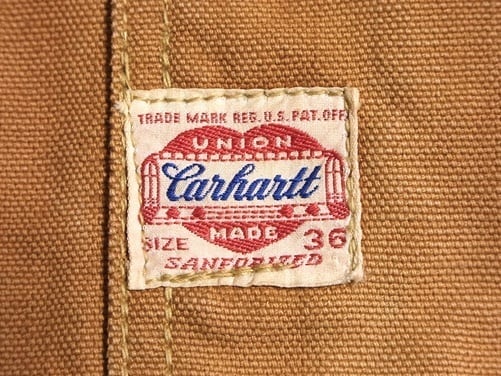 TRADE MARK REG. U.S. PAT. OFF.
UNION
Carhartt
MADE
SIZE 36
SANFORIZED